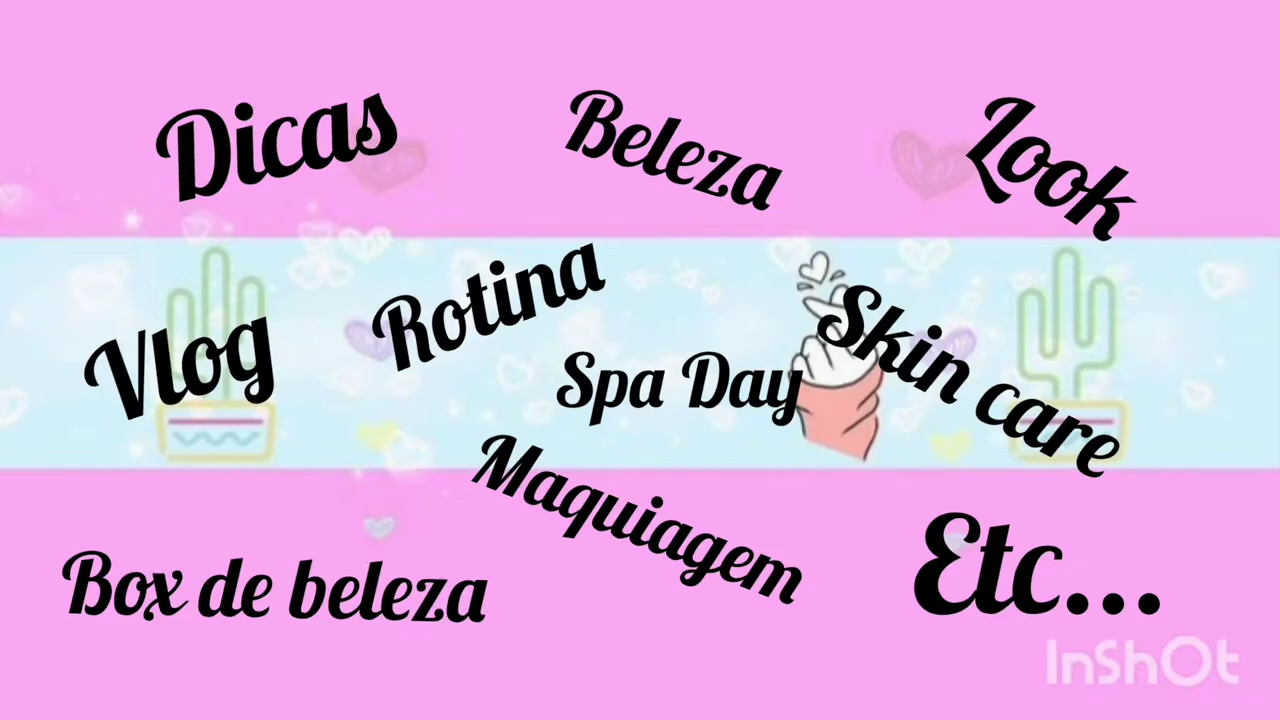 Dicas
Beleza
Look
Vlog
Rotina
Spa Day
Skin care
Maquiagem
Box de beleza
Etc...
InShOt